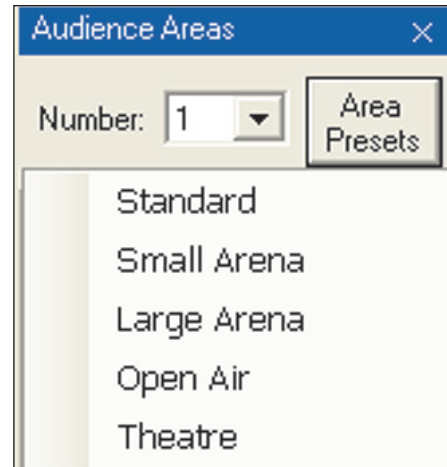 Audience Areas
Number: 1
Area
Presets
Standard
Small Arena
Large Arena
Open Air
Theatre